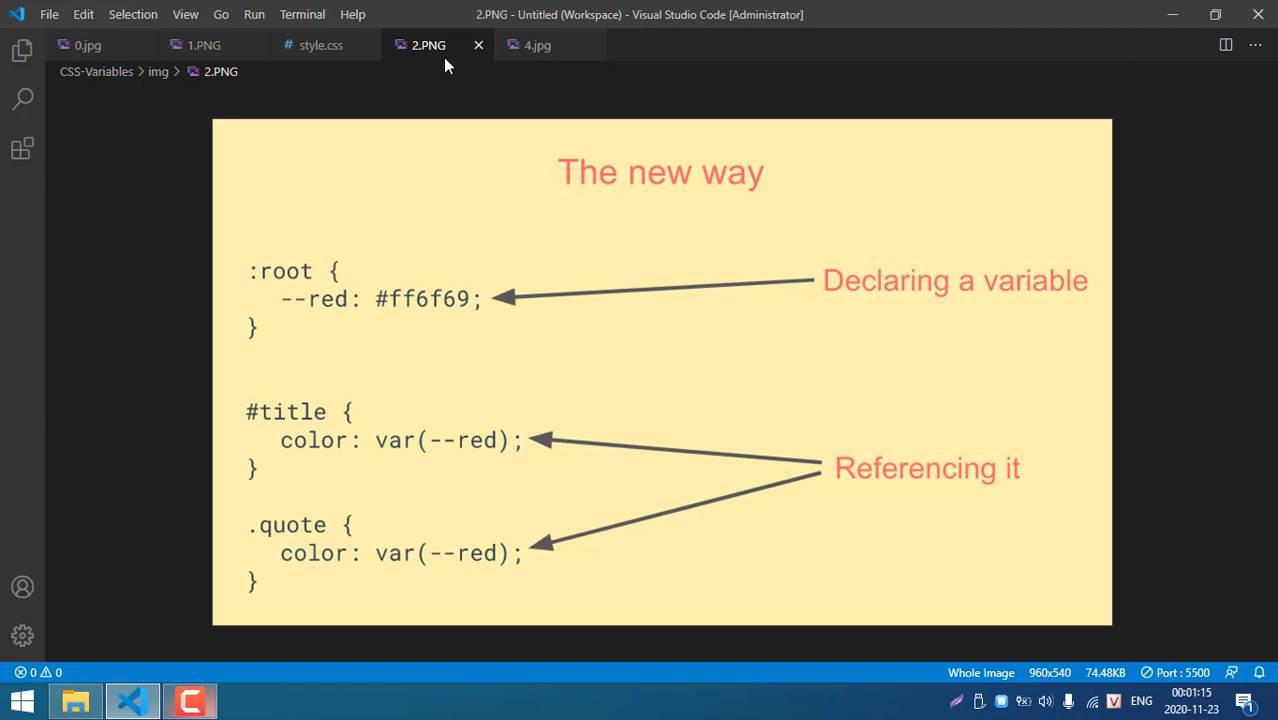 File Edit Selection View Go Run Terminal Help 2.PNG - Untitled (Workspace) - Visual Studio Code [Administrator]
0.jpg 1.PNG # style.css 2.PNG 4.jpg
CSS-Variables > img > 2.PNG
The new way
:root {
--red: #ff6f69;
}
Declaring a variable
#title {
color: var(--red);
}
Referencing it
.quote {
color: var(--red);
}
0 0 Whole Image 960x540 74.48KB Port : 5500
V ENG 00:01:15
2020-11-23 1